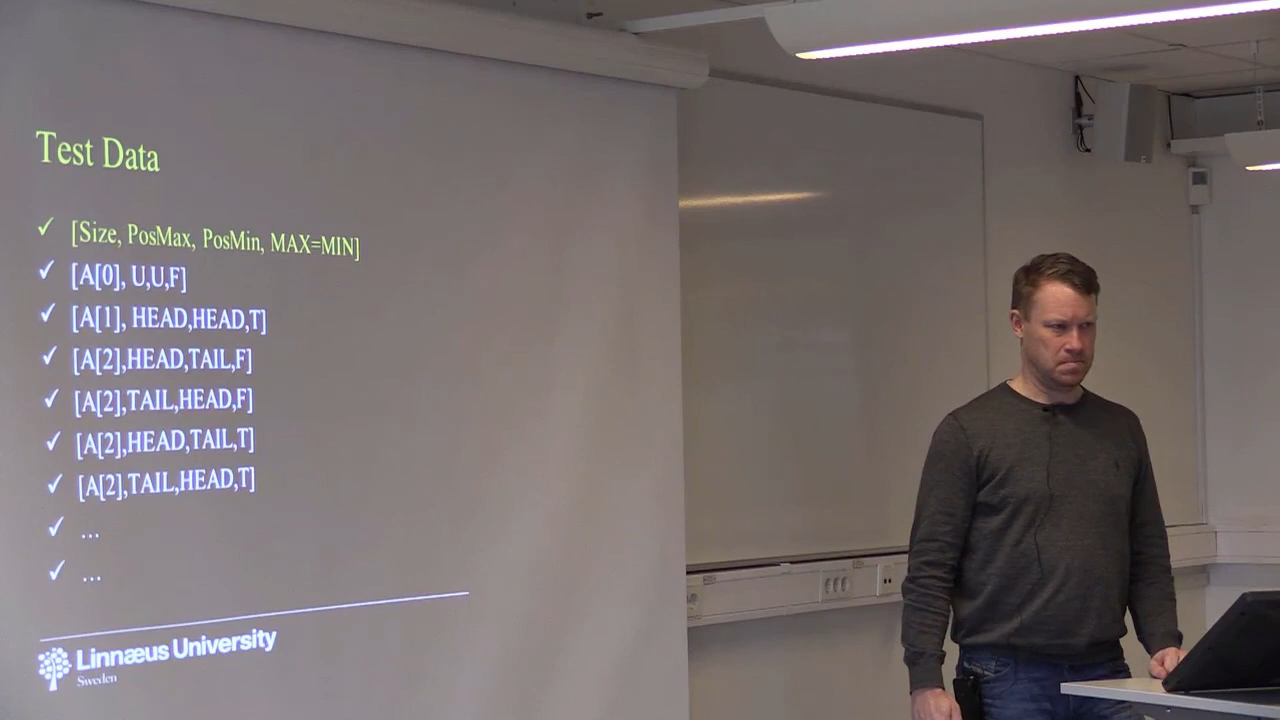 Test Data
✓ [Size, PosMax, PosMin, MAX=MIN]
✓ [A[0], U,U,F]
✓ [A[1], HEAD,HEAD,T]
✓ [A[2],HEAD,TAIL,F]
✓ [A[2],TAIL,HEAD,F]
✓ [A[2],HEAD,TAIL,T]
✓ [A[2],TAIL,HEAD,T]
✓ ...
✓ ...
Linnæus University
Sweden